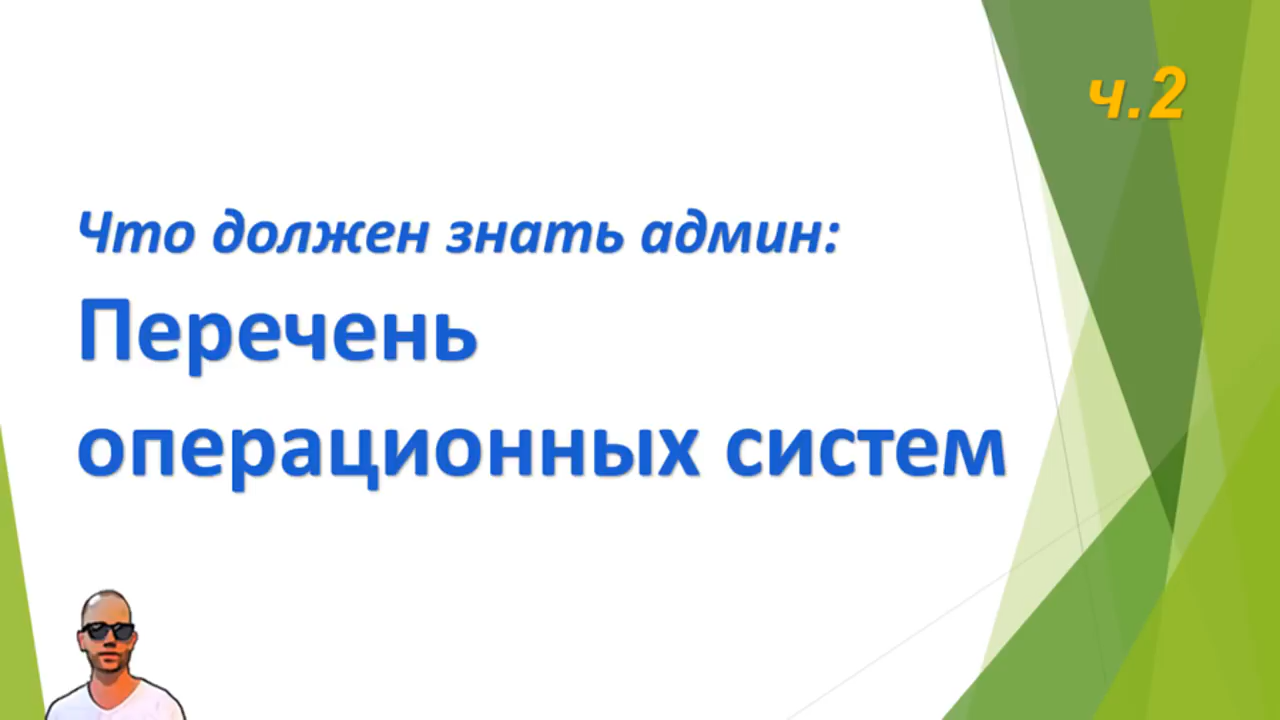 ч.2
Что должен знать админ:
Перечень
операционных систем